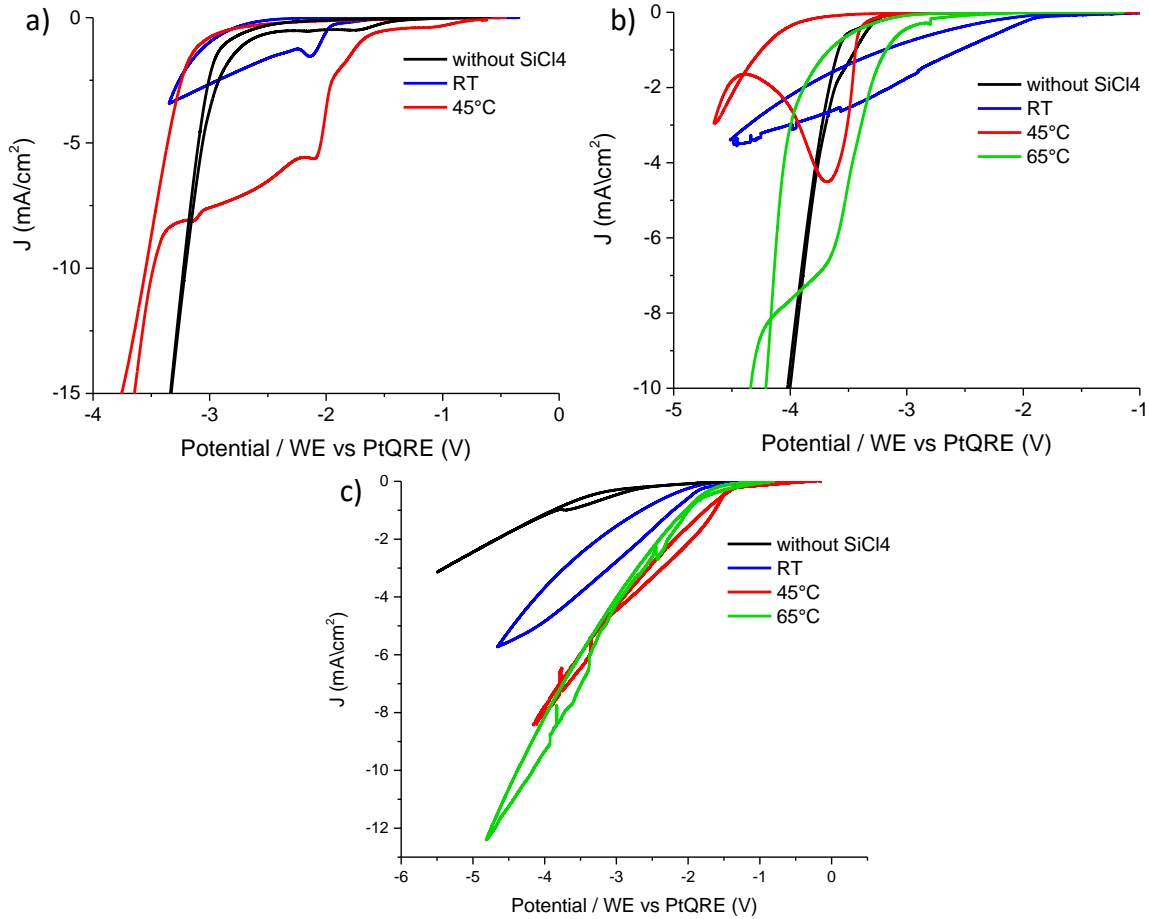 a)
0
-5
-10
-15
J (mA/cm²)
without SiCl4
RT
45°C
-4 -3 -2 -1 0
Potential / WE vs PtQRE (V)
b)
0
-2
-4
-6
-8
-10
J (mA\cm²)
without SiCl4
RT
45°C
65°C
-5 -4 -3 -2 -1
Potential / WE vs PtQRE (V)
c)
0
-2
-4
-6
-8
-10
-12
J (mA\cm²)
without SiCl4
RT
45°C
65°C
-6 -5 -4 -3 -2 -1 0
Potential / WE vs PtQRE (V)